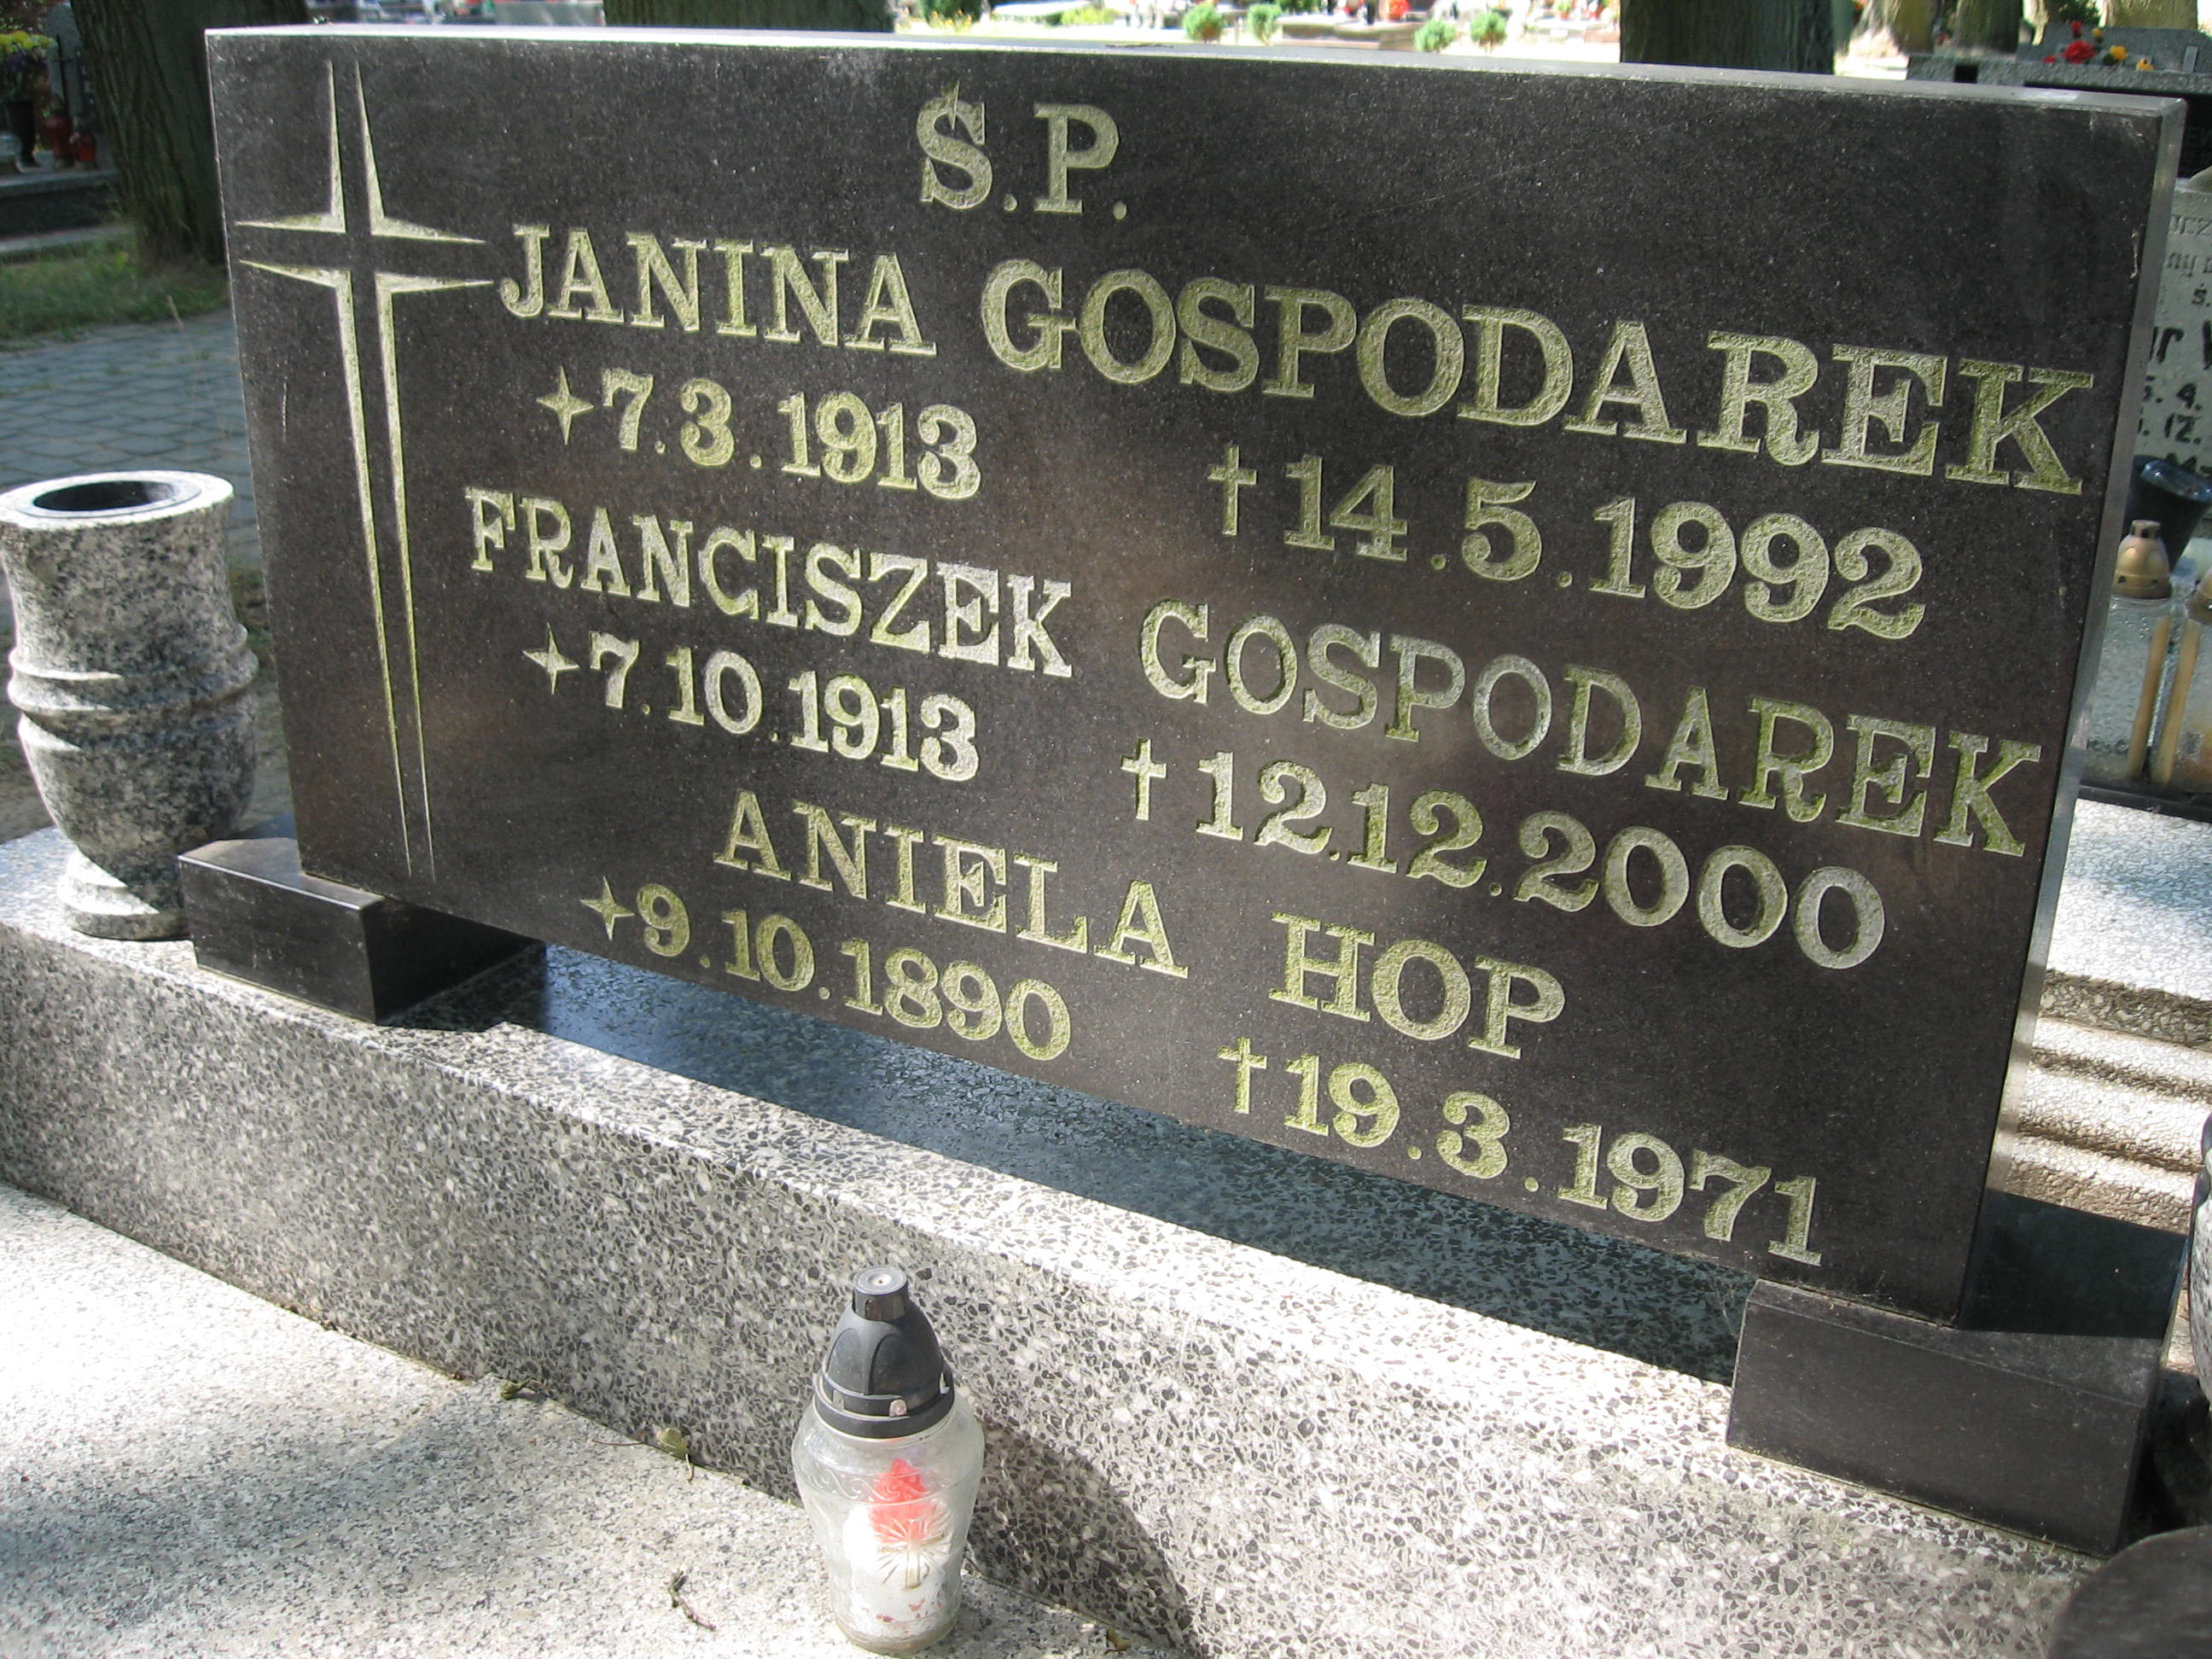 Ś.P.
JANINA GOSPODAREK
7.3.1913 †14.5.1992
FRANCISZEK GOSPODAREK
7.10.1913 †12.12.2000
ANIELA HOP
9.10.1890 †19.3.1971